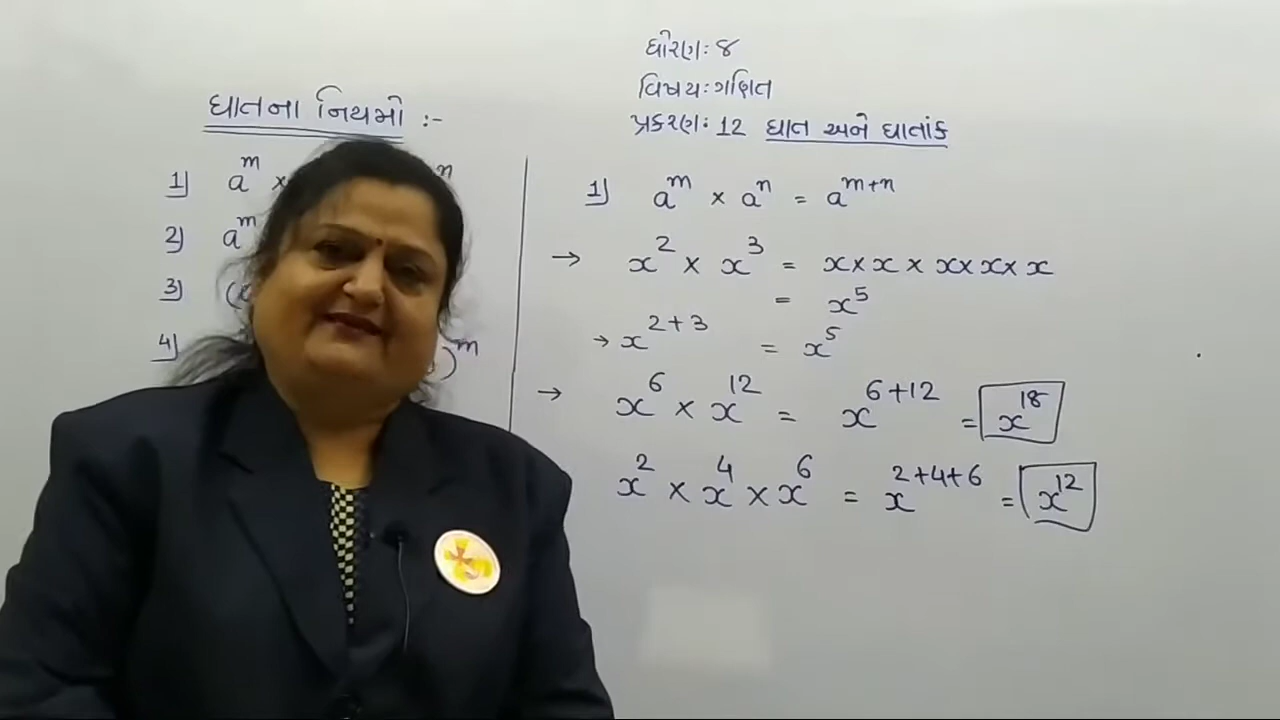 ધોરણ: ૪
વિષય: ગણિત
પ્રકરણ: 12 ઘાત અને ઘાતાંક
ઘાતના નિયમો :-
1) a^m × ^n
2) a^m
3) (
4) )^m
1) a^m × a^n = a^{m+n}
→ x^2 × x^3 = x × x × x × x × x
= x^5
→ x^{2+3} = x^5
→ x^6 × x^{12} = x^{6+12} = x^{18}
x^2 × x^4 × x^6 = x^{2+4+6} = x^{12}